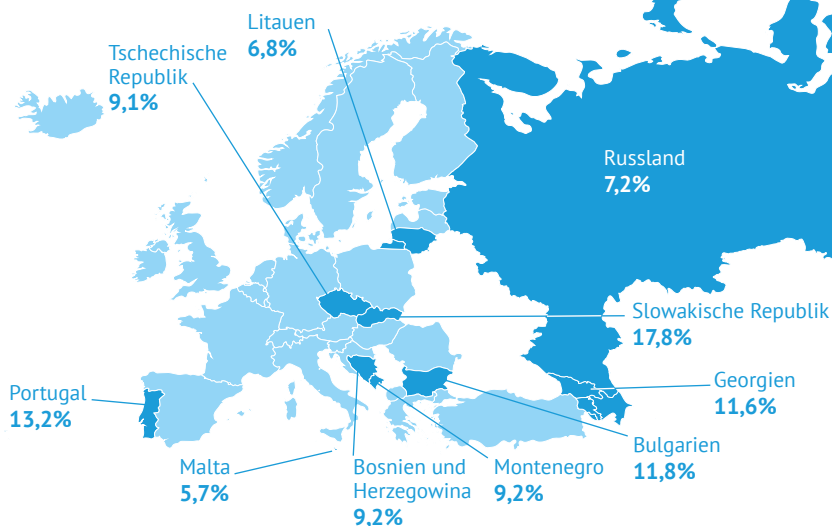 Litauen
6,8%
Tschechische
Republik
9,1%
Russland
7,2%
Slowakische Republik
17,8%
Georgien
11,6%
Portugal
13,2%
Bulgarien
11,8%
Malta
5,7%
Bosnien und
Herzegowina
9,2%
Montenegro
9,2%